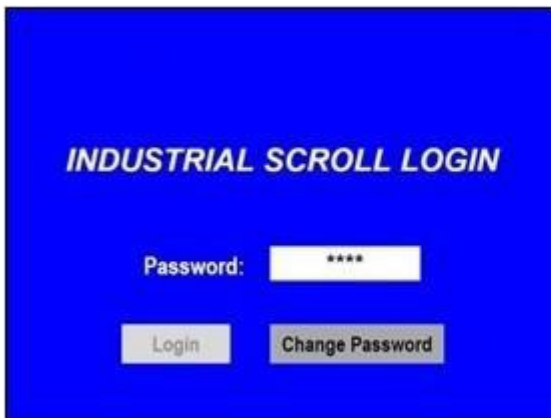 INDUSTRIAL SCROLL LOGIN
Password: ****
Login Change Password